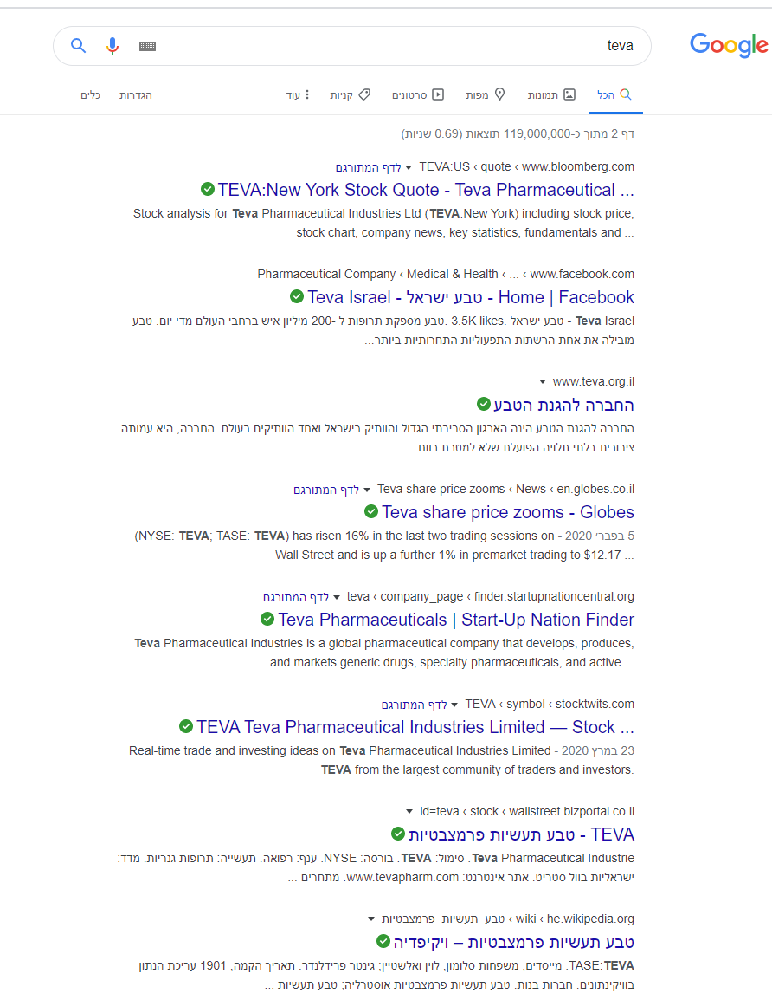 teva
Google
הכל
תמונות
מפות
סרטונים
קניות
עוד
הגדרות
כלים
דף 2 מתוך כ-119,000,000 תוצאות (0.69 שניות)
www.bloomberg.com › quote › TEVA:US לדף המתורגם
TEVA:New York Stock Quote - Teva Pharmaceutical ...
Stock analysis for Teva Pharmaceutical Industries Ltd (TEVA:New York) including stock price,
stock chart, company news, key statistics, fundamentals and ...
www.facebook.com › ... › Medical & Health › Pharmaceutical Company
Teva Israel - טבע ישראל - Home | Facebook
Teva Israel - טבע ישראל. 3.5K likes. טבע מספקת תרופות ל -200 מיליון איש ברחבי העולם מדי יום. טבע
מובילה את אחת הרשתות התפעוליות התחרותיות ביותר...
www.teva.org.il
החברה להגנת הטבע
החברה להגנת הטבע הינה הארגון הסביבתי הגדול והוותיק בישראל ואחד הוותיקים בעולם. החברה, היא עמותה
ציבורית בלתי תלויה הפועלת שלא למטרת רווח.
en.globes.co.il › News › Teva share price zooms לדף המתורגם
Teva share price zooms - Globes
5 בפבר׳ 2020 - (NYSE: TEVA; TASE: TEVA) has risen 16% in the last two trading sessions on
Wall Street and is up a further 1% in premarket trading to $12.17 ...
finder.startupnationcentral.org › company_page › teva לדף המתורגם
Teva Pharmaceuticals | Start-Up Nation Finder
Teva Pharmaceutical Industries is a global pharmaceutical company that develops, produces,
and markets generic drugs, specialty pharmaceuticals, and active ...
stocktwits.com › symbol › TEVA לדף המתורגם
TEVA Teva Pharmaceutical Industries Limited — Stock ...
23 במרץ 2020 - Real-time trade and investing ideas on Teva Pharmaceutical Industries Limited
TEVA from the largest community of traders and investors.
wallstreet.bizportal.co.il › stock › id=teva
TEVA - טבע תעשיות פרמצבטיות
Teva Pharmaceutical Industrie. סימול: TEVA. בורסה: NYSE. ענף: רפואה. תעשייה: תרופות גנריות. מדד:
ישראליות בוול סטריט. אתר אינטרנט: www.tevapharm.com. מתחרים ...
he.wikipedia.org › wiki › טבע_תעשיות_פרמצבטיות
טבע תעשיות פרמצבטיות – ויקיפדיה
TASE:TEVA. מייסדים, משפחות סלומון, לוין ואלשטיין; גינטר פרידלנדר. תאריך הקמה, 1901 עריכת הנתון
בוויקינתונים. חברות בנות. טבע תעשיות פרמצבטיות אוסטרליה; טבע תעשיות ...